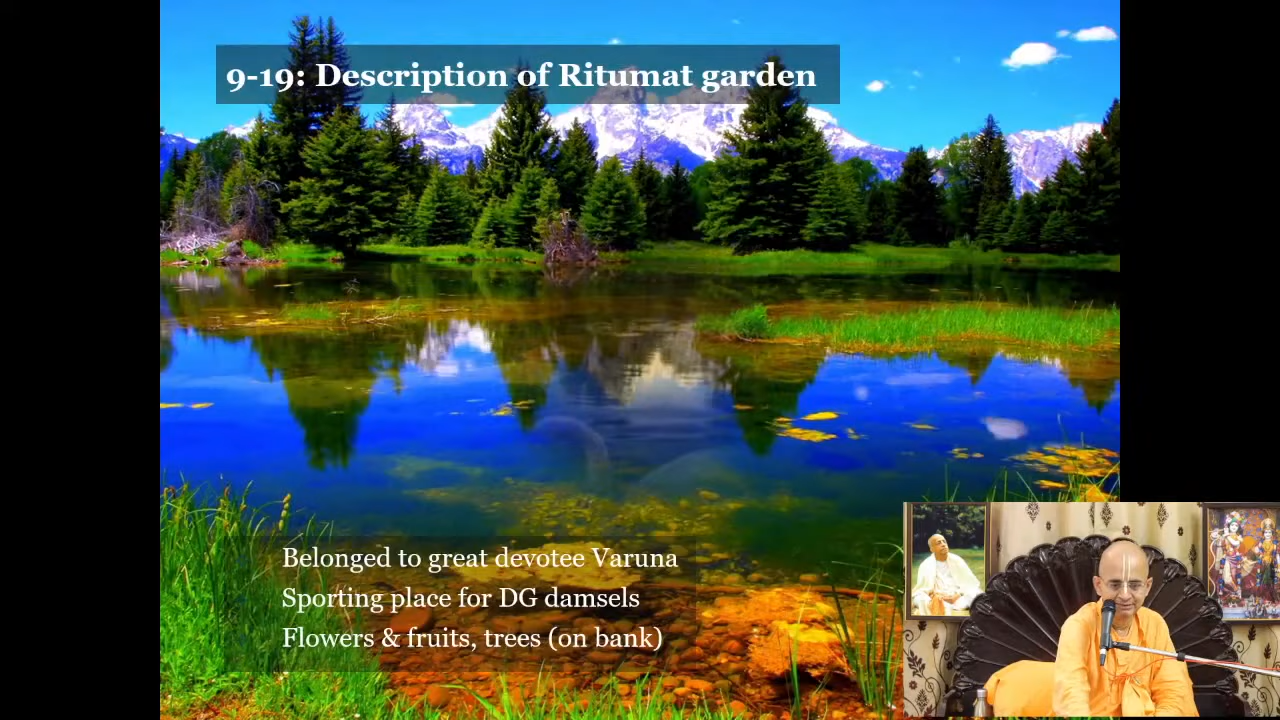 9-19: Description of Ritumat garden
Belonged to great devotee Varuna
Sporting place for DG damsels
Flowers & fruits, trees (on bank)